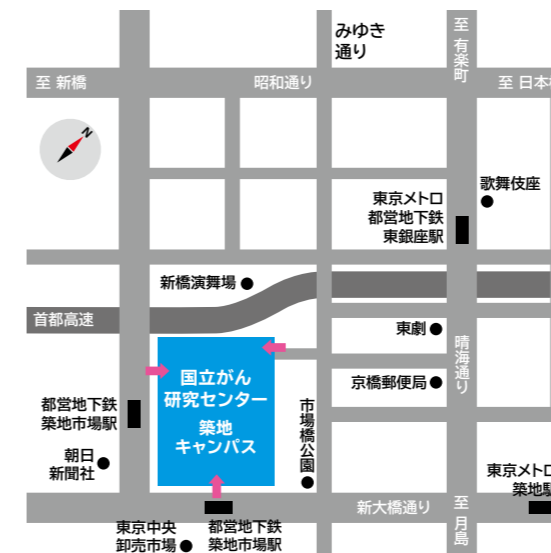 みゆき
通り
至 有楽町
至 新橋
昭和通り
至 日本
N
歌舞伎座
東京メトロ
都営地下鉄
東銀座駅
新橋演舞場
首都高速
東劇
晴海通り
国立がん
研究センター
築地
キャンパス
京橋郵便局
都営地下鉄
築地市場駅
市場橋公園
朝日
新聞社
東京メトロ
築地駅
新大橋通り
至 月島
東京中央
卸売市場
都営地下鉄
築地市場駅